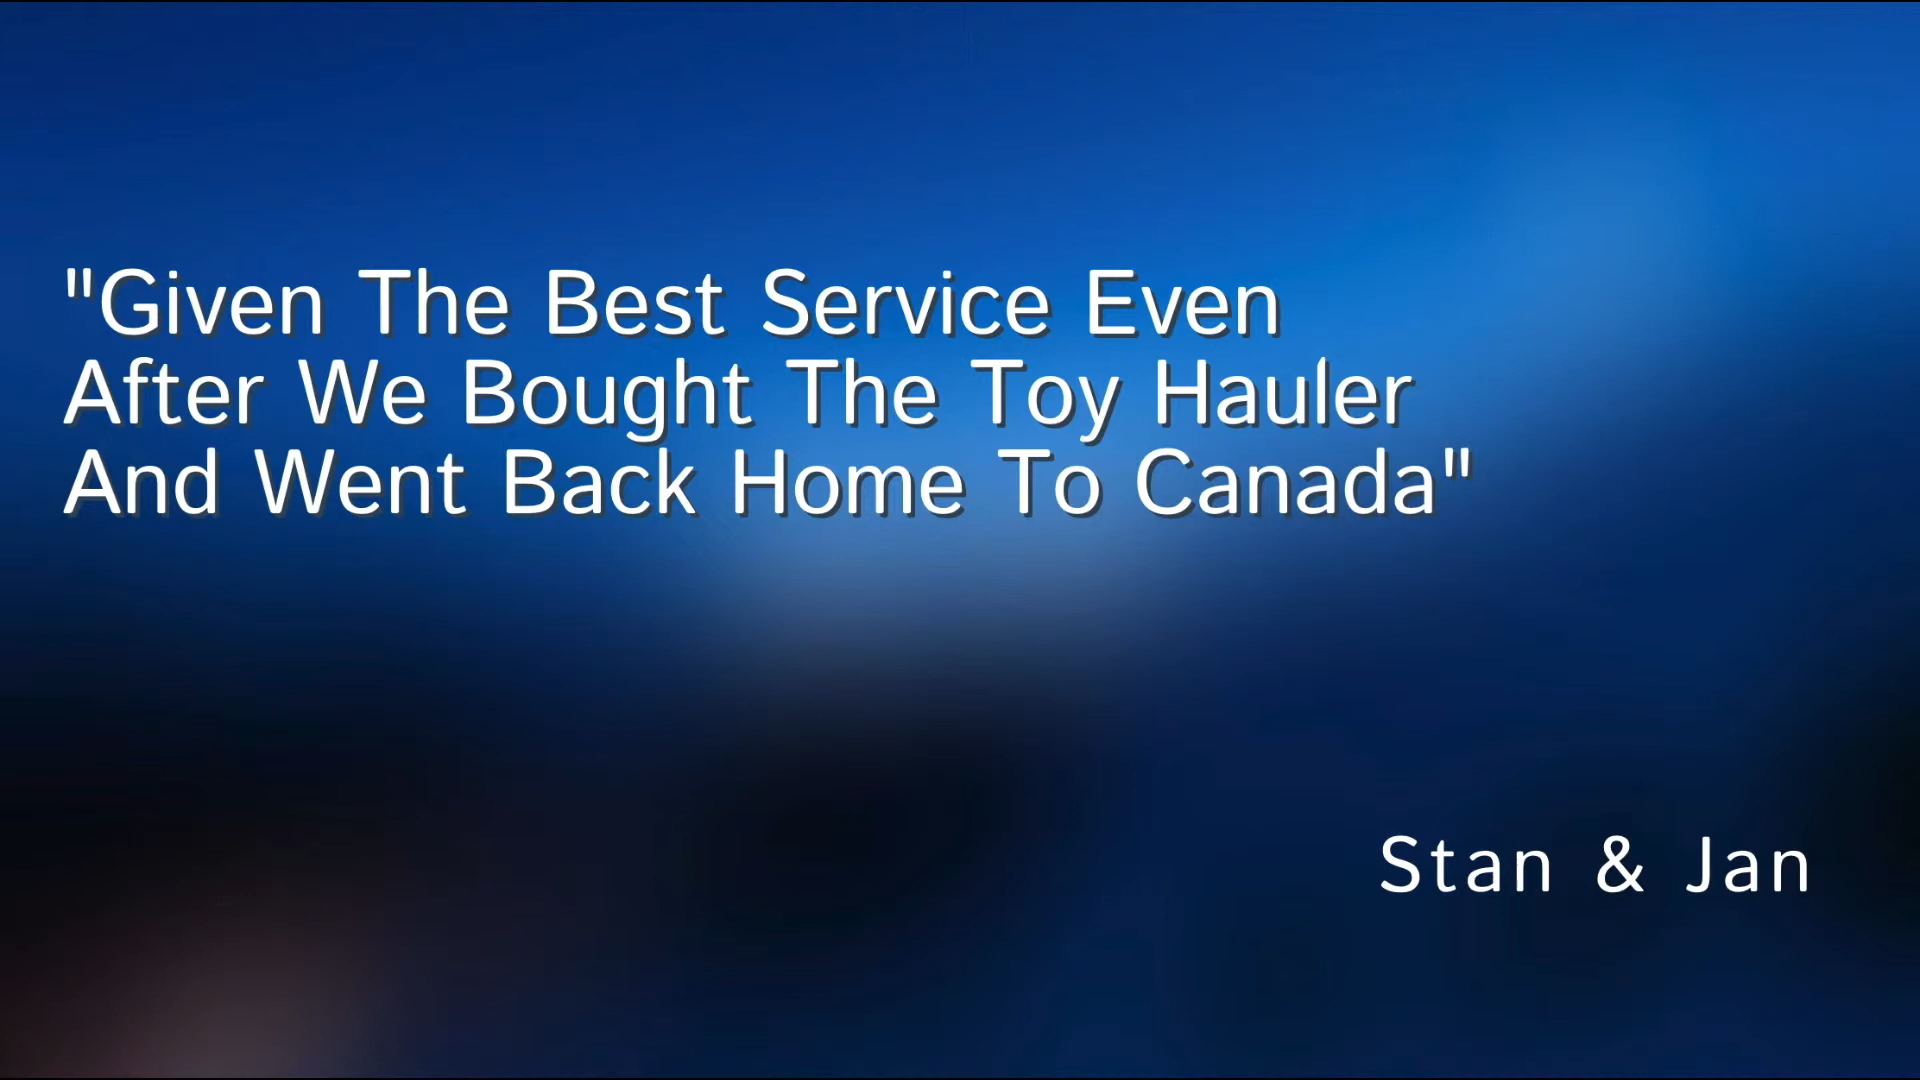 "Given The Best Service Even
After We Bought The Toy Hauler
And Went Back Home To Canada"
Stan & Jan